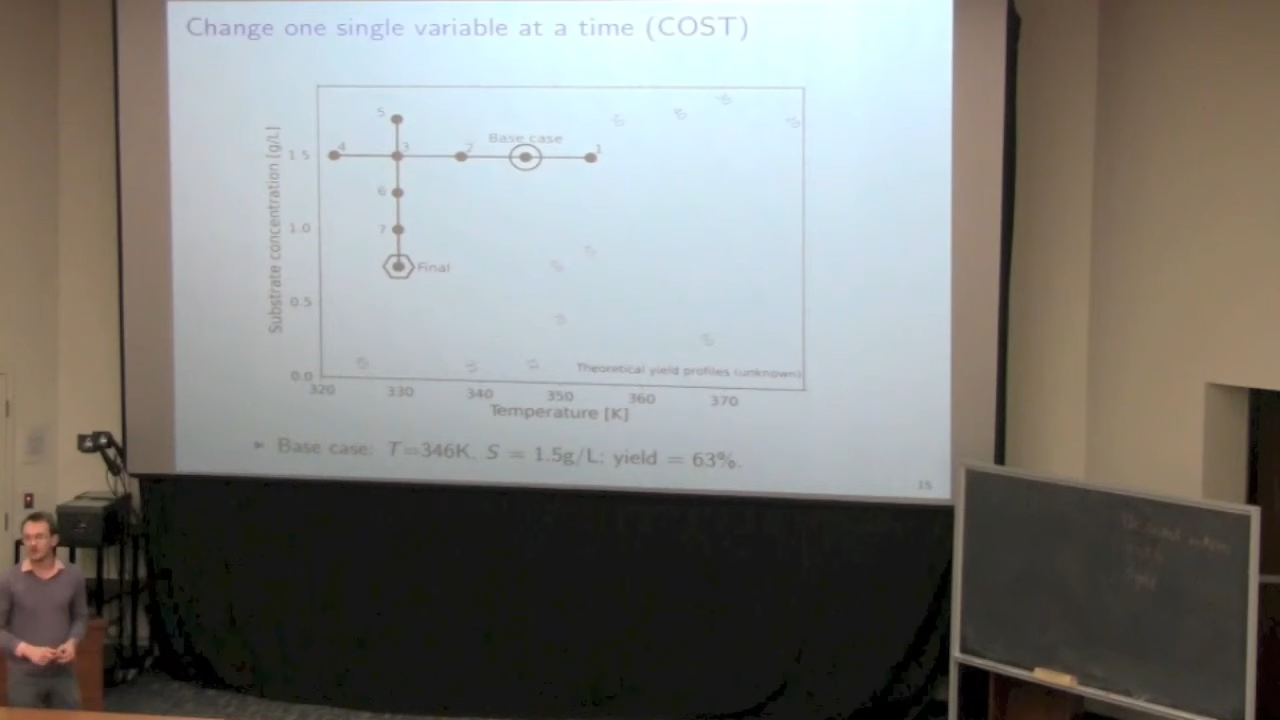 Change one single variable at a time (COST)
Substrate concentration [g/L]
1.5
1.0
0.5
0.0
5
4
3
2
Base case
1
6
7
Final
Theoretical yield profiles (unknown)
320
330
340
350
360
370
Temperature [K]
Base case: T=346K, S = 1.5g/L; yield = 63%.
15